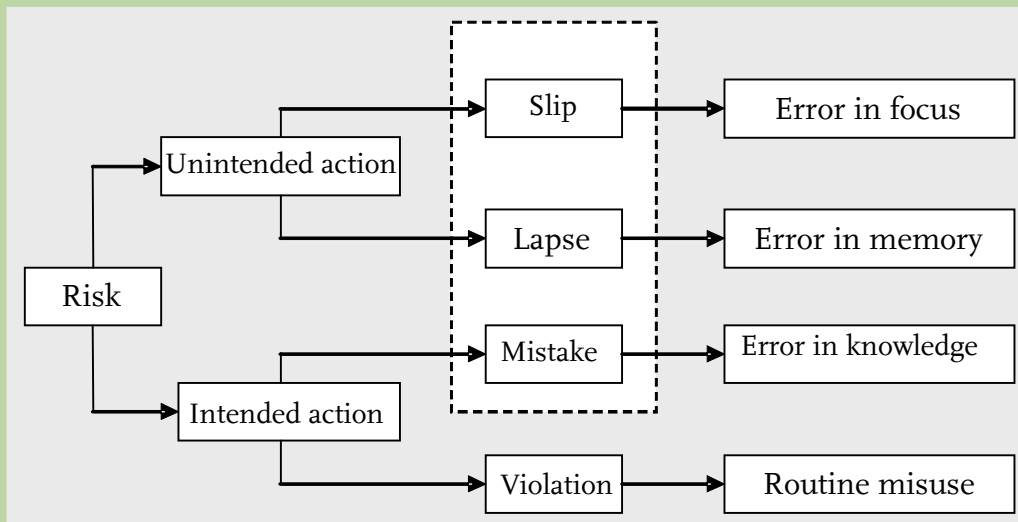 Slip
Error in focus
Unintended action
Lapse
Error in memory
Risk
Mistake
Error in knowledge
Intended action
Violation
Routine misuse